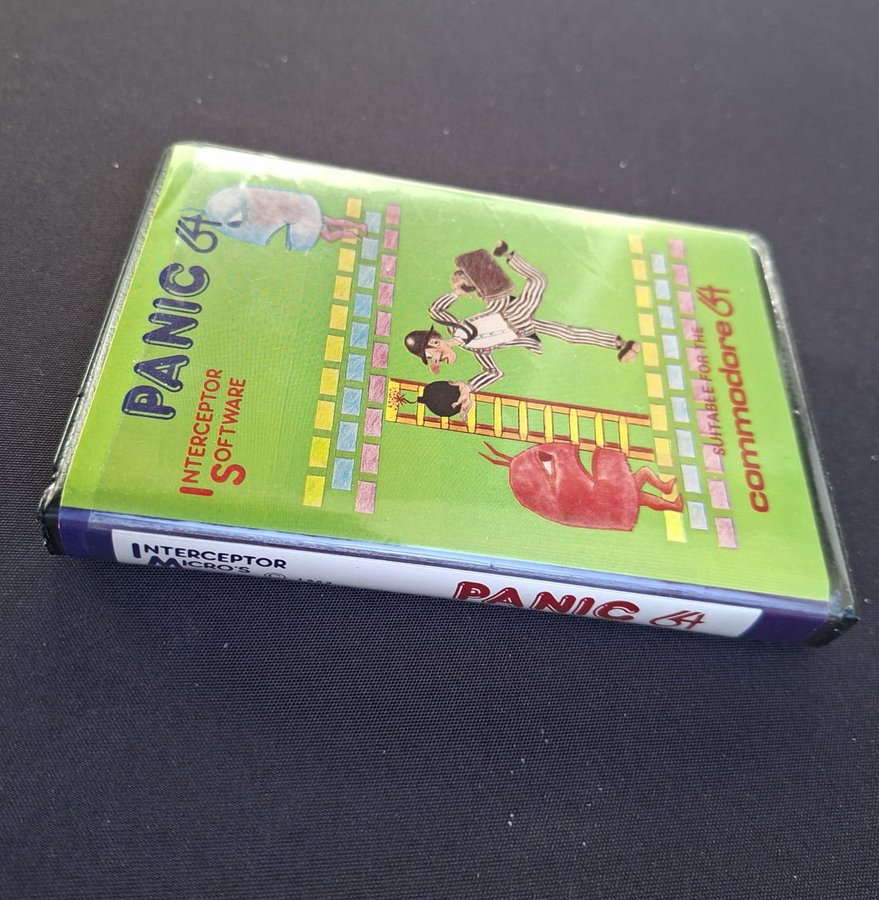 PANIC 64
INTERCEPTOR
SOFTWARE
SUITABLE FOR THE
commodore 64
INTERCEPTOR
MICRO'S ©
PANIC 64